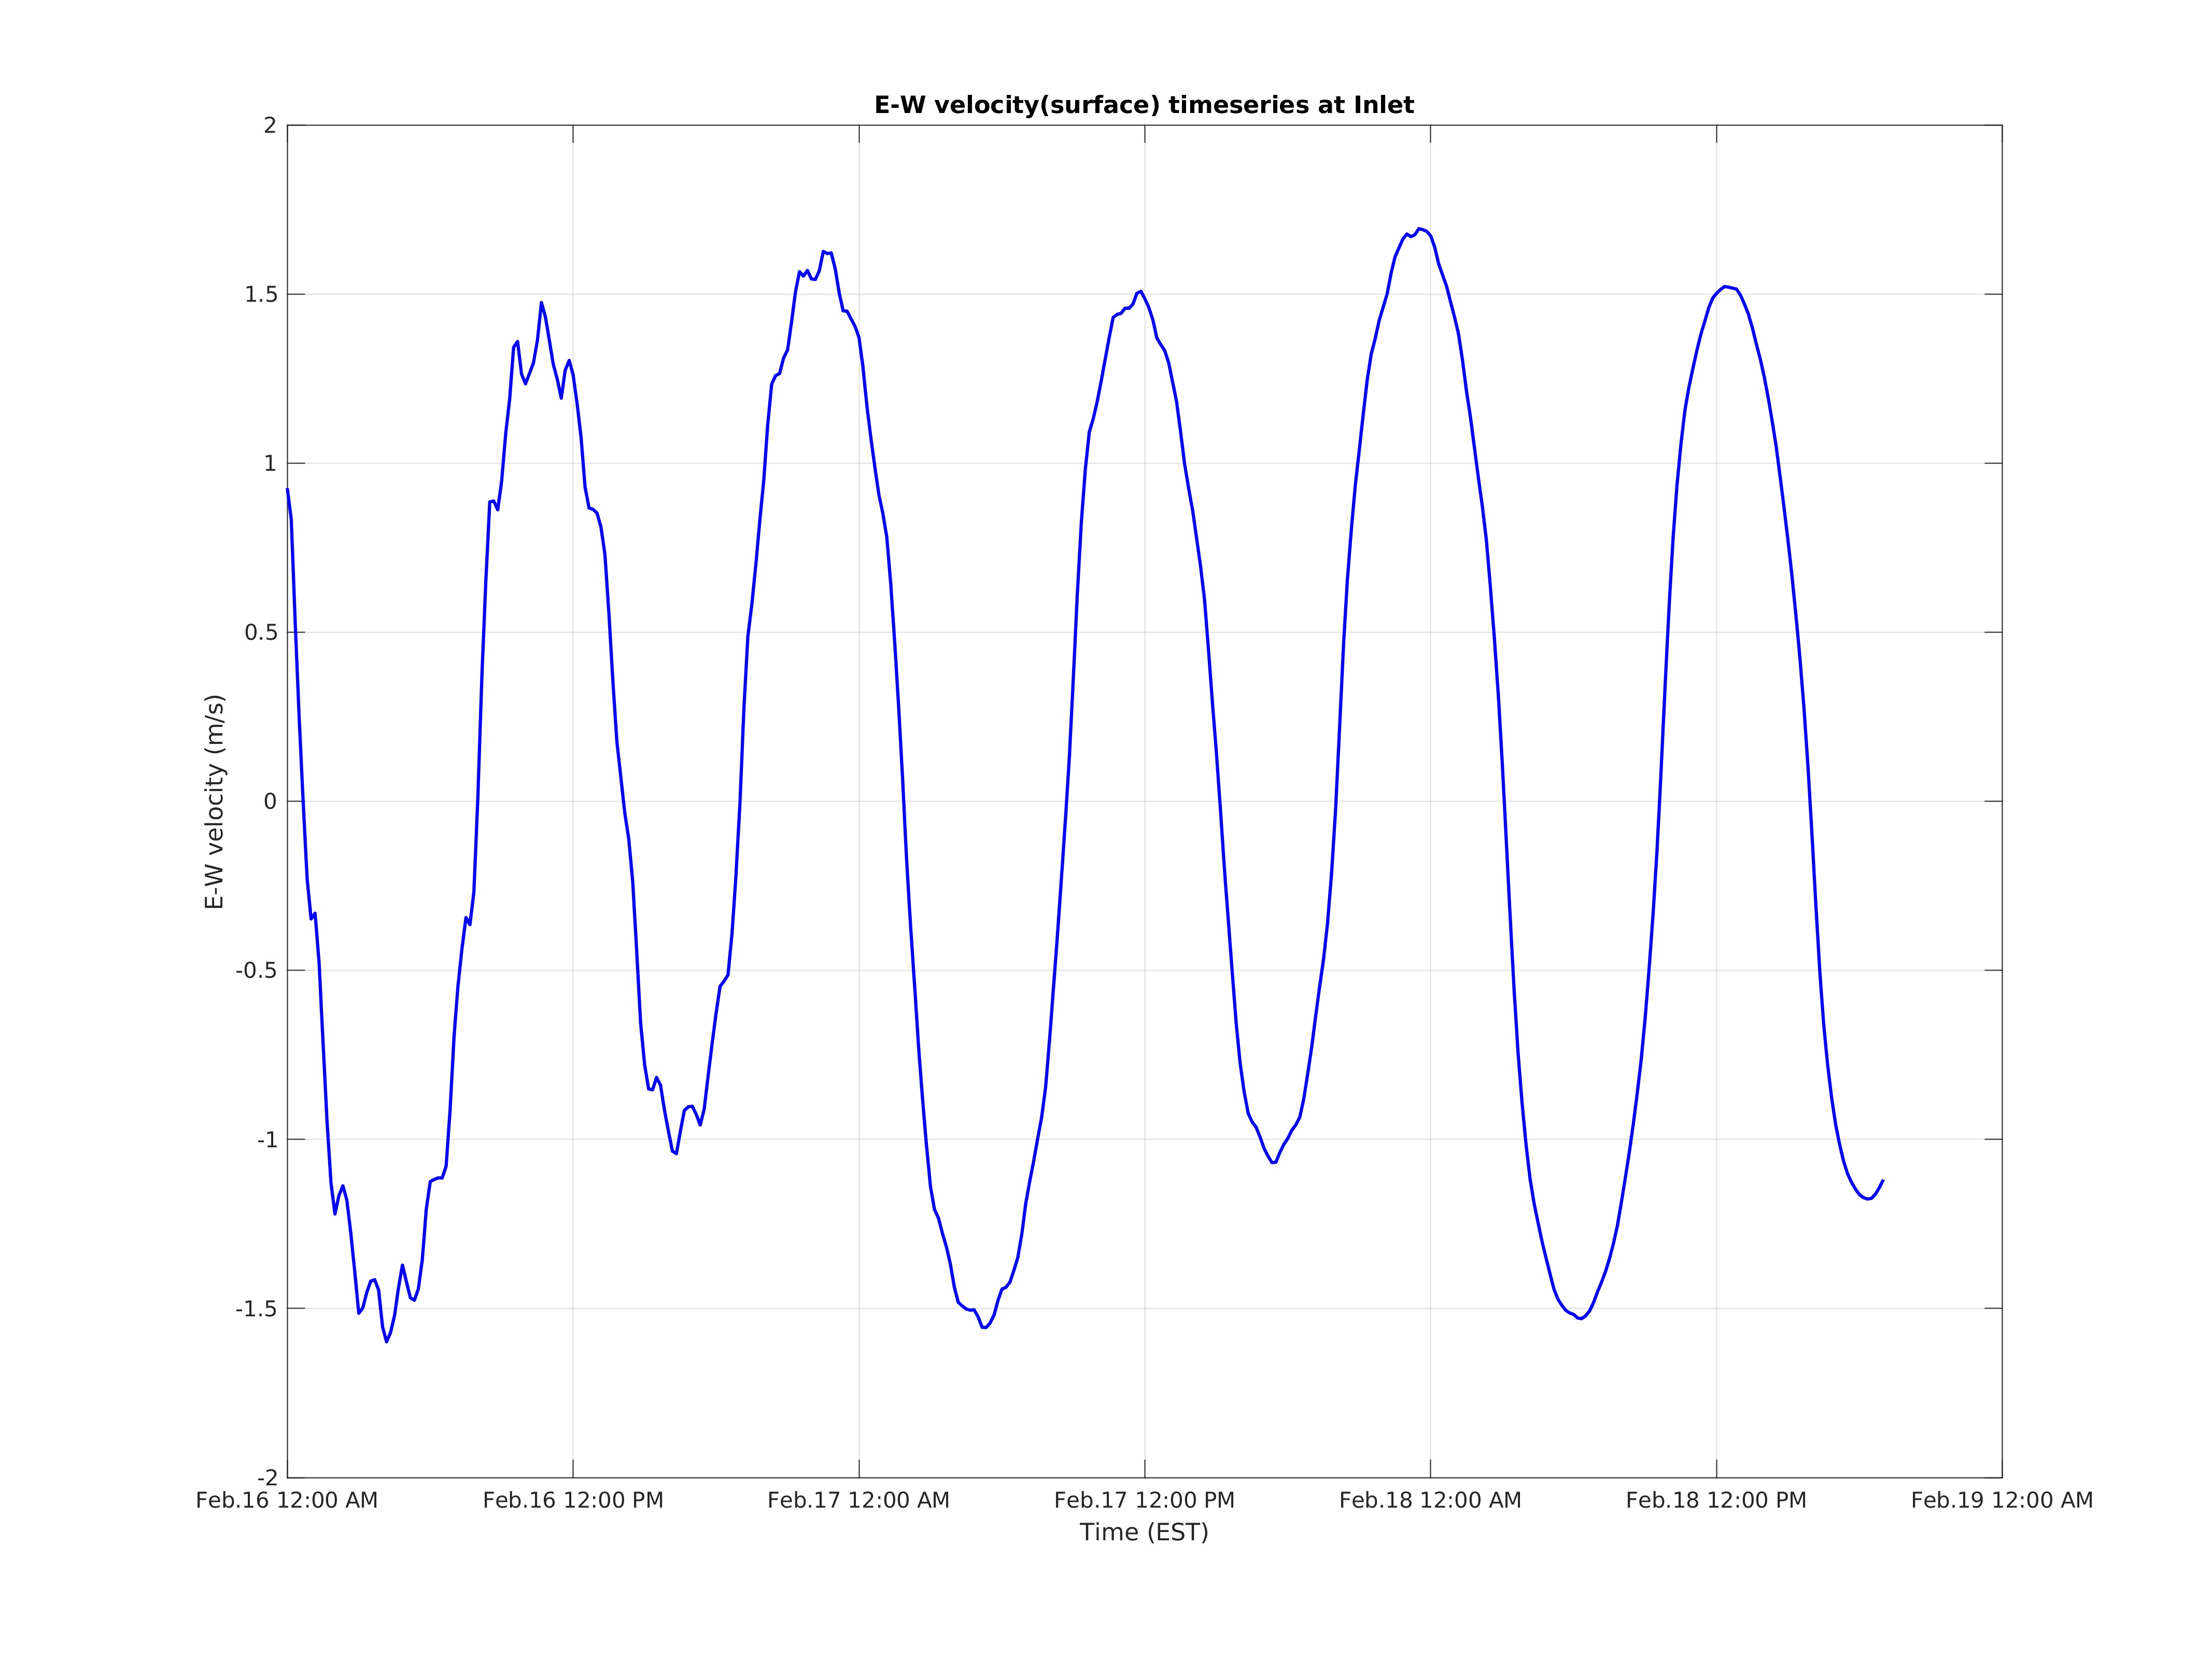 E-W velocity(surface) timeseries at Inlet
2
1.5
1
0.5
0
-0.5
-1
-1.5
-2
E-W velocity (m/s)
Feb.16 12:00 AM Feb.16 12:00 PM Feb.17 12:00 AM Feb.17 12:00 PM Feb.18 12:00 AM Feb.18 12:00 PM Feb.19 12:00 AM
Time (EST)